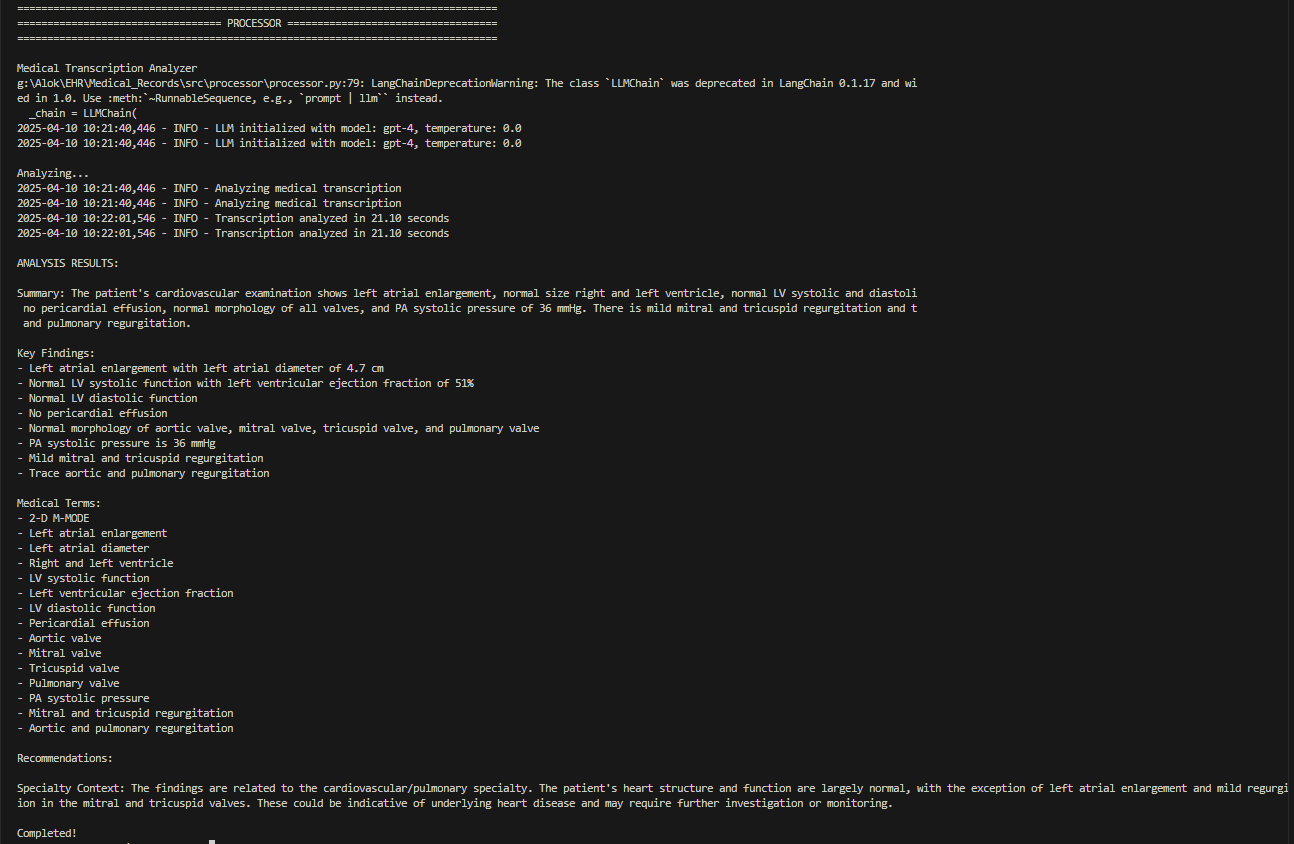 ================================================================================
================================== PROCESSOR ===================================
================================================================================
Medical Transcription Analyzer
g:\Alok\EHR\Medical_Records\src\processor\processor.py:79: LangChainDeprecationWarning: The class `LLMChain` was deprecated in LangChain 0.1.17 and wi
ed in 1.0. Use :meth:`~RunnableSequence, e.g., `prompt | llm`` instead.
_chain = LLMChain(
2025-04-10 10:21:40,446 - INFO - LLM initialized with model: gpt-4, temperature: 0.0
2025-04-10 10:21:40,446 - INFO - LLM initialized with model: gpt-4, temperature: 0.0
Analyzing...
2025-04-10 10:21:40,446 - INFO - Analyzing medical transcription
2025-04-10 10:21:40,446 - INFO - Analyzing medical transcription
2025-04-10 10:22:01,546 - INFO - Transcription analyzed in 21.10 seconds
2025-04-10 10:22:01,546 - INFO - Transcription analyzed in 21.10 seconds
ANALYSIS RESULTS:
Summary: The patient's cardiovascular examination shows left atrial enlargement, normal size right and left ventricle, normal LV systolic and diastoli
no pericardial effusion, normal morphology of all valves, and PA systolic pressure of 36 mmHg. There is mild mitral and tricuspid regurgitation and t
and pulmonary regurgitation.
Key Findings:
- Left atrial enlargement with left atrial diameter of 4.7 cm
- Normal LV systolic function with left ventricular ejection fraction of 51%
- Normal LV diastolic function
- No pericardial effusion
- Normal morphology of aortic valve, mitral valve, tricuspid valve, and pulmonary valve
- PA systolic pressure is 36 mmHg
- Mild mitral and tricuspid regurgitation
- Trace aortic and pulmonary regurgitation
Medical Terms:
- 2-D M-MODE
- Left atrial enlargement
- Left atrial diameter
- Right and left ventricle
- LV systolic function
- Left ventricular ejection fraction
- LV diastolic function
- Pericardial effusion
- Aortic valve
- Mitral valve
- Tricuspid valve
- Pulmonary valve
- PA systolic pressure
- Mitral and tricuspid regurgitation
- Aortic and pulmonary regurgitation
Recommendations:
Specialty Context: The findings are related to the cardiovascular/pulmonary specialty. The patient's heart structure and function are largely normal, with the exception of left atrial enlargement and mild regurgi
ion in the mitral and tricuspid valves. These could be indicative of underlying heart disease and may require further investigation or monitoring.
Completed!